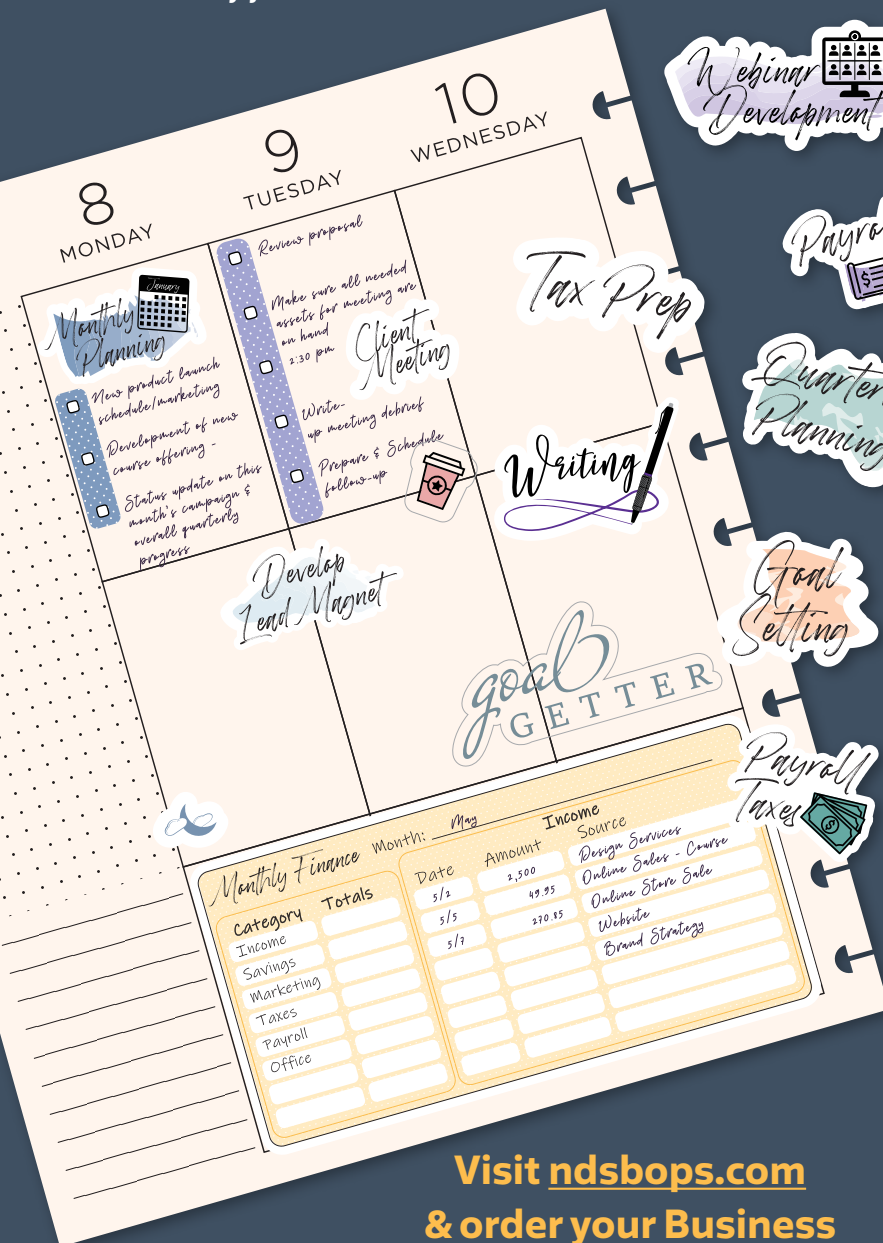 8
MONDAY
9
TUESDAY
10
WEDNESDAY
January
Monthly
Planning
New product launch
schedule/marketing
Development of new
course offering -
Status update on this
month's campaign &
overall quarterly
progress
Review proposal
Make sure all needed
assets for meeting are
on hand
2:30 pm
Client
Meeting
Write-
up meeting debrief
Prepare & Schedule
follow-up
Tax Prep
Writing
Develop
Lead Magnet
goal
GETTER
Webinar
Development
$
Planning
Goal
Setting
Payroll
Taxes
$
Monthly Finance
Month: May
Category Totals
Income
Savings
Marketing
Taxes
Payroll
Office
Income
Date Amount Source
5/2 2,500 Design Services
5/5 49.95 Online Sales - Course
5/7 270.85 Online Store Sale
Website
Brand Strategy
Visit ndsbops.com
& order your Business